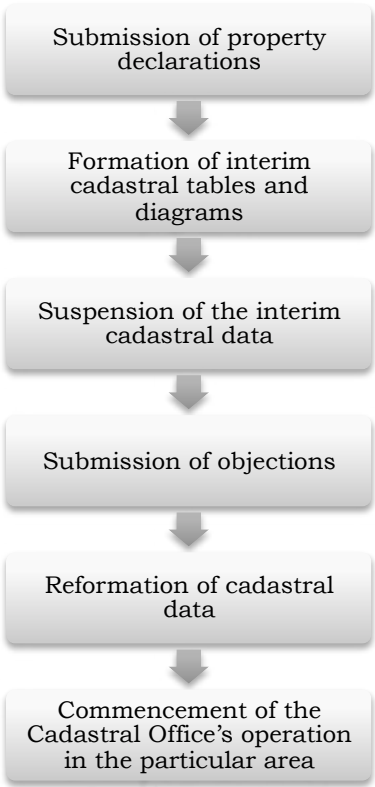 Submission of property
declarations
Formation of interim
cadastral tables and
diagrams
Suspension of the interim
cadastral data
Submission of objections
Reformation of cadastral
data
Commencement of the
Cadastral Office’s operation
in the particular area